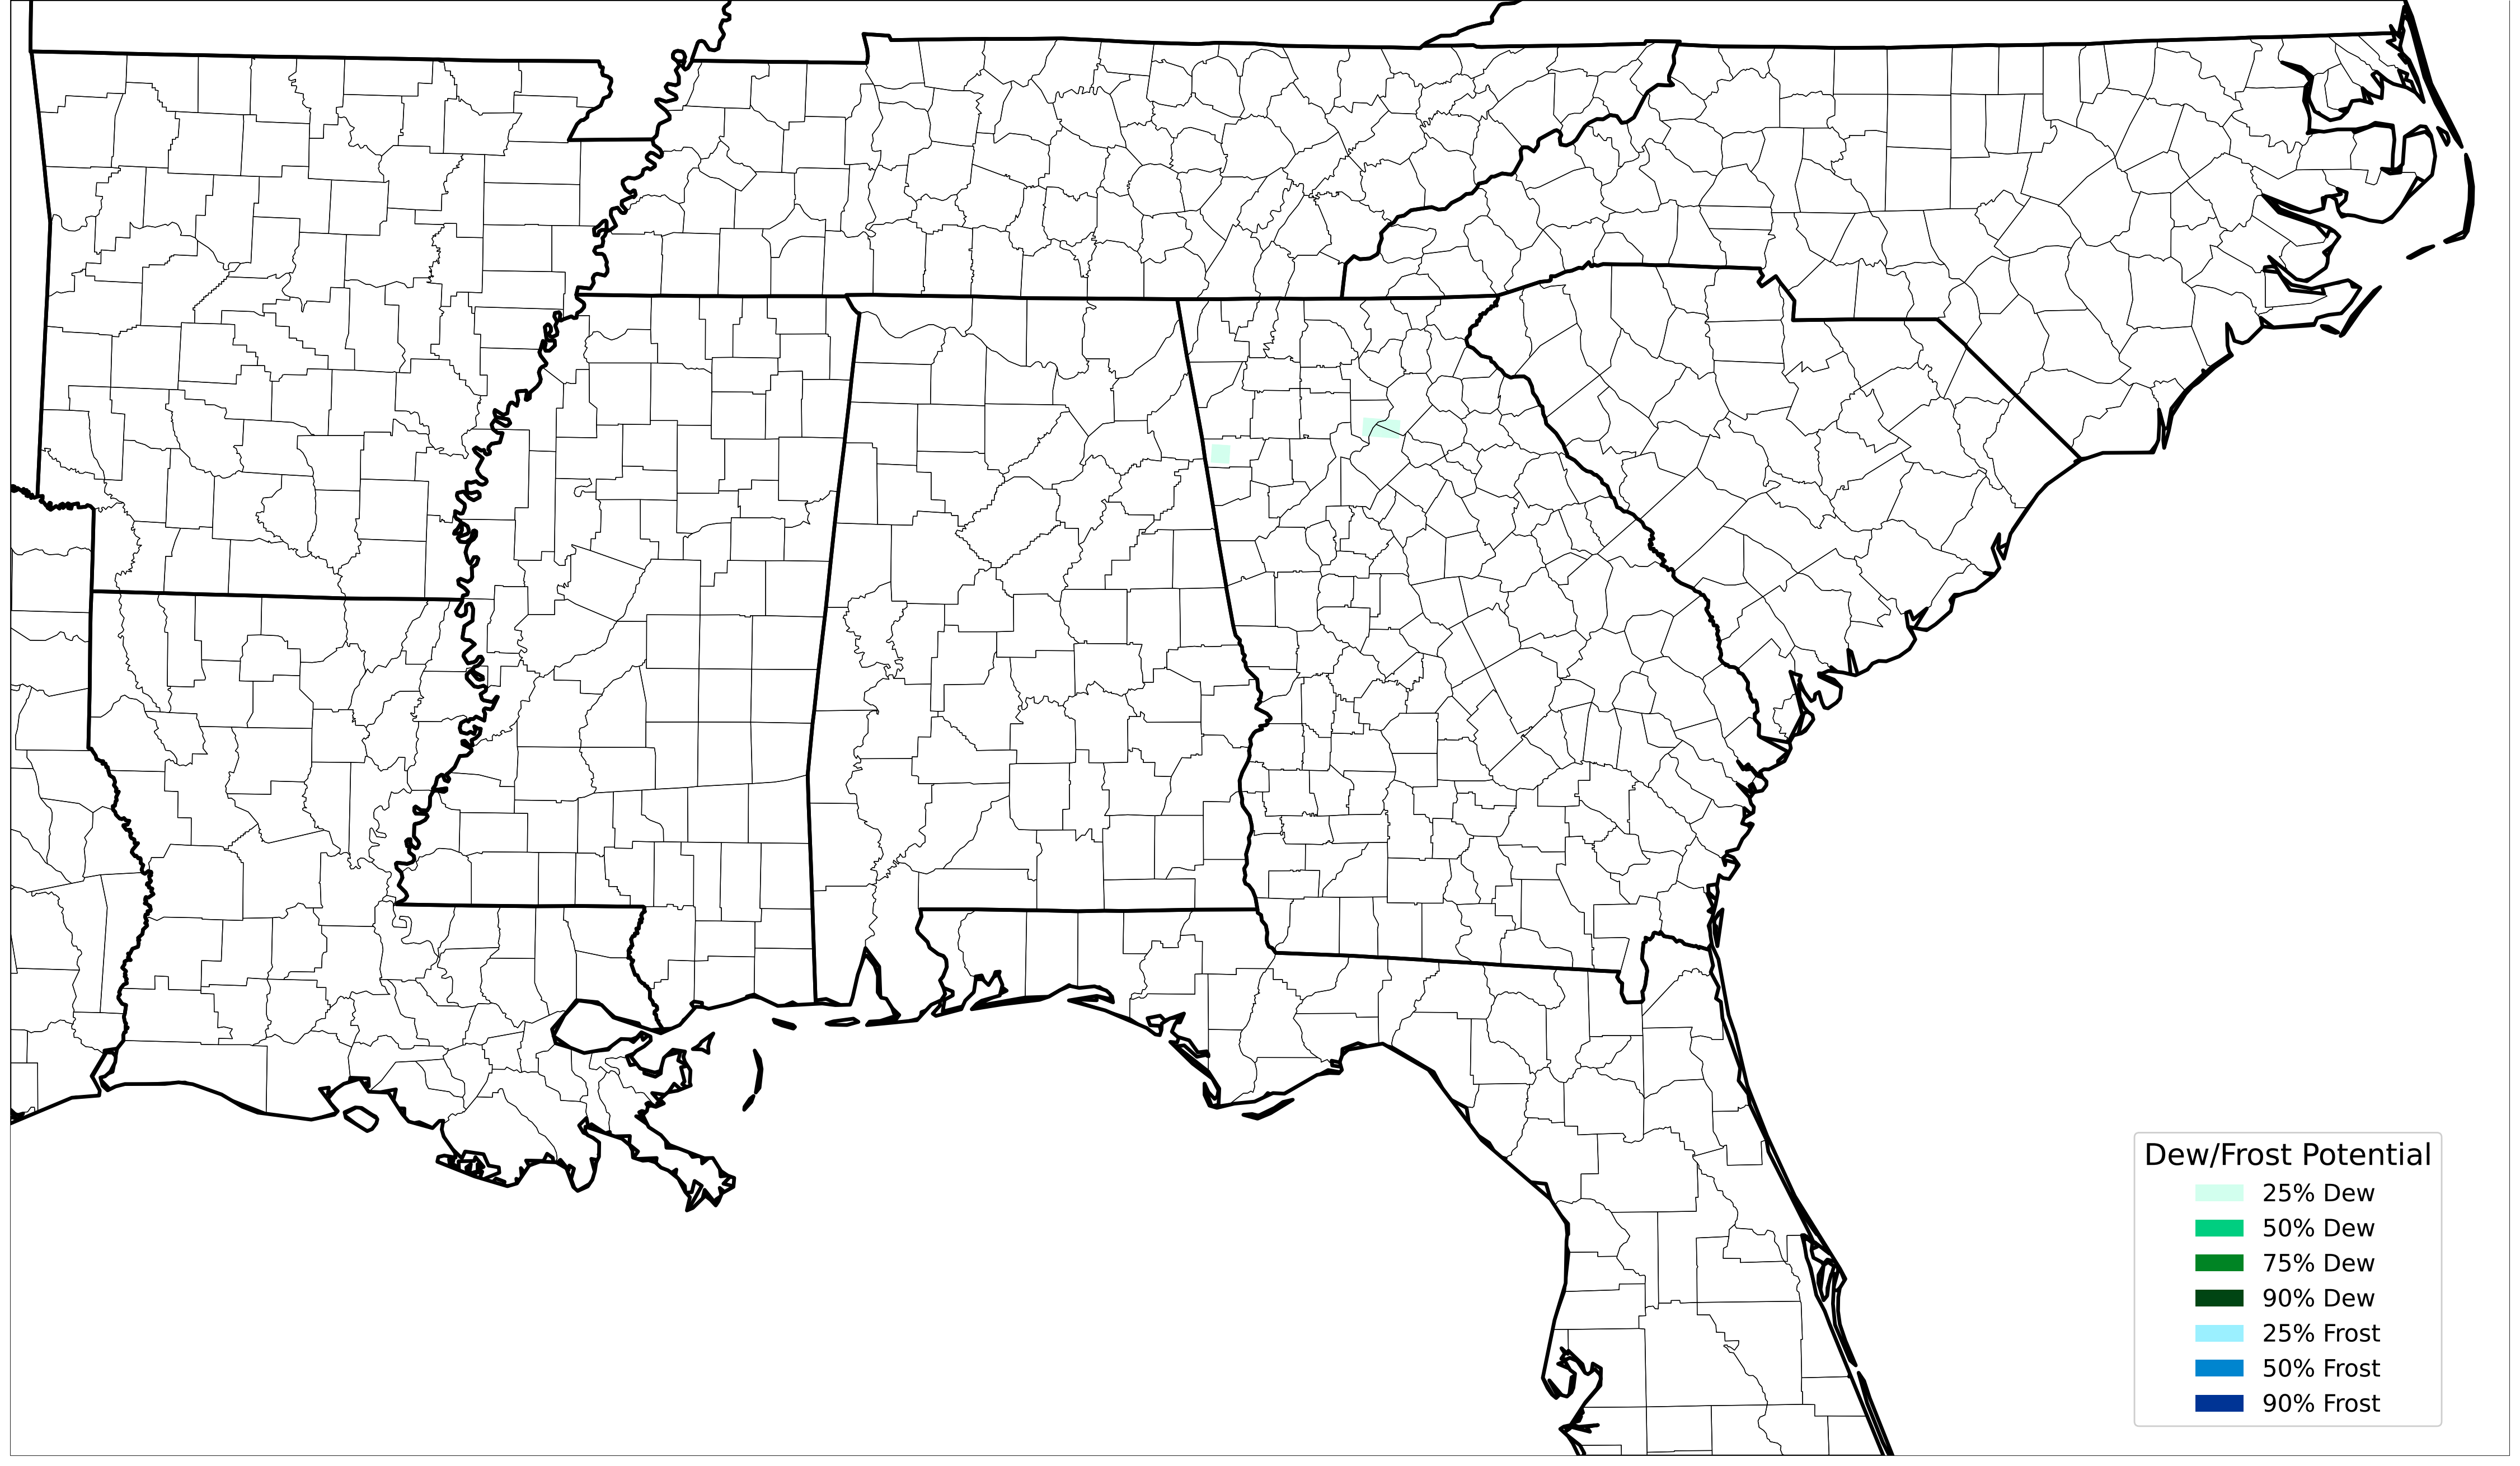 Dew/Frost Potential
25% Dew
50% Dew
75% Dew
90% Dew
25% Frost
50% Frost
90% Frost